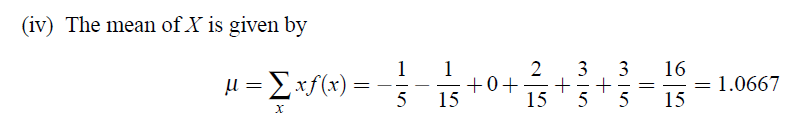 (iv) The mean of X is given by
μ = ∑ₓ x f(x) = −1/5 − 1/15 + 0 + 2/15 + 3/5 + 3/5 = 16/15 = 1.0667